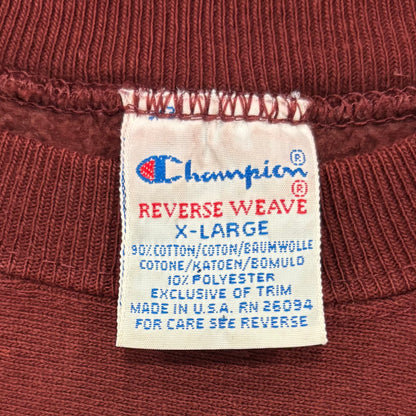 Champion®
®
REVERSE WEAVE
X-LARGE
90% COTTON/COTON/BAUMWOLLE
COTONE/KATOEN/BOMULD
10% POLYESTER
EXCLUSIVE OF TRIM
MADE IN U.S.A. RN 26094
FOR CARE SEE REVERSE